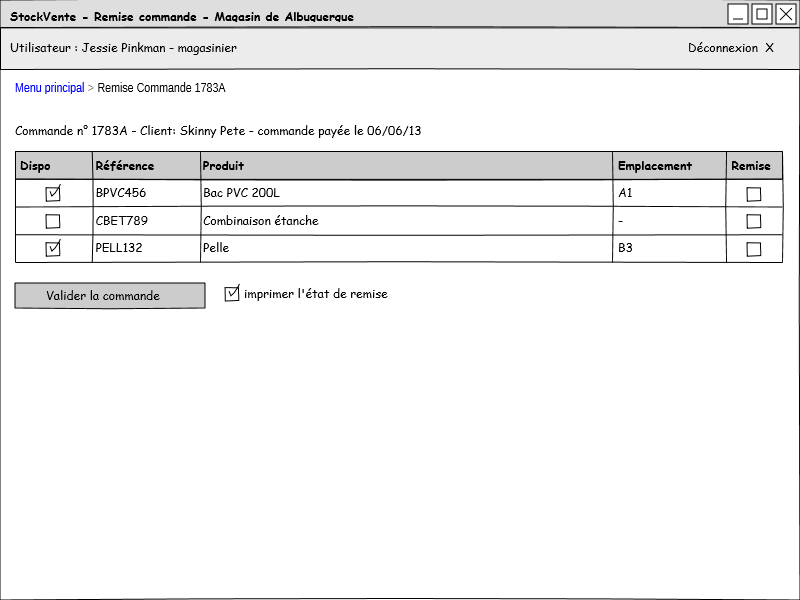 StockVente - Remise commande - Magasin de Albuquerque
Utilisateur : Jessie Pinkman - magasinier Déconnexion X
Menu principal > Remise Commande 1783A
Commande n° 1783A - Client: Skinny Pete - commande payée le 06/06/13
Dispo Référence Produit Emplacement Remise
BPVC456 Bac PVC 200L A1
CBET789 Combinaison étanche -
PELL132 Pelle B3
Valider la commande imprimer l'état de remise